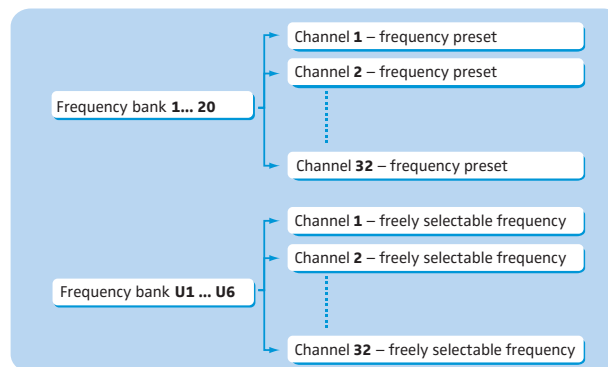 Channel 1 – frequency preset
Channel 2 – frequency preset
Frequency bank 1... 20
Channel 32 – frequency preset
Channel 1 – freely selectable frequency
Channel 2 – freely selectable frequency
Frequency bank U1 ... U6
Channel 32 – freely selectable frequency